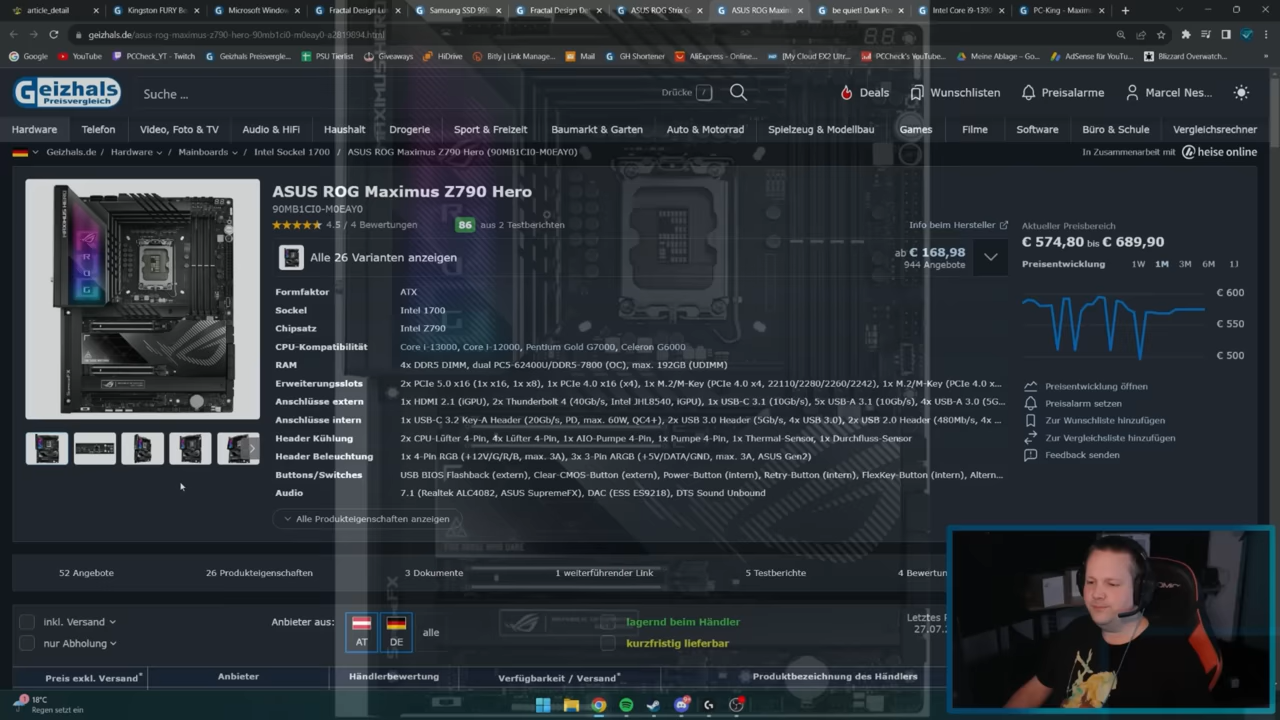 article_detail
Kingston FURY Be
Microsoft Window
Fractal Design Lu
Samsung SSD 990
Fractal Design De
ASUS ROG Strix G
ASUS ROG Maxim
be quiet! Dark Po
Intel Core i9-1390
PC-King - Maxim
geizhals.de/asus-rog-maximus-z790-hero-90mb1ci0-m0eay0-a2819894.html
Google
YouTube
PCCheck_YT - Twitch
Geizhals Preisvergle...
PSU Tierlist
Giveaways
HiDrive
Bitly | Link Manage...
Mail
GH Shortener
AliExpress - Online...
[My Cloud EX2 Ultr...
PCCheck's YouTube...
Meine Ablage – Go...
AdSense für YouTu...
Blizzard Overwatch...
Geizhals
Preisvergleich
Suche ...
Drücke /
Deals
Wunschlisten
Preisalarme
Marcel Nes...
Hardware
Telefon
Video, Foto & TV
Audio & HiFi
Haushalt
Drogerie
Sport & Freizeit
Baumarkt & Garten
Auto & Motorrad
Spielzeug & Modellbau
Games
Filme
Software
Büro & Schule
Vergleichsrechner
Geizhals.de / Hardware / Mainboards / Intel Sockel 1700 / ASUS ROG Maximus Z790 Hero (90MB1CI0-M0EAY0)
In Zusammenarbeit mit heise online
ASUS ROG Maximus Z790 Hero
90MB1CI0-M0EAY0
4.5 / 4 Bewertungen
86 aus 2 Testberichten
Info beim Hersteller
Alle 26 Varianten anzeigen
ab € 168,98
944 Angebote
Formfaktor ATX
Sockel Intel 1700
Chipsatz Intel Z790
CPU-Kompatibilität Core i-13000, Core i-12000, Pentium Gold G7000, Celeron G6000
RAM 4x DDR5 DIMM, dual PC5-62400U/DDR5-7800 (OC), max. 192GB (UDIMM)
Erweiterungsslots 2x PCIe 5.0 x16 (1x x16, 1x x8), 1x PCIe 4.0 x16 (x4), 1x M.2/M-Key (PCIe 4.0 x4, 22110/2280/2260/2242), 1x M.2/M-Key (PCIe 4.0 x...
Anschlüsse extern 1x HDMI 2.1 (iGPU), 2x Thunderbolt 4 (40Gb/s, Intel JHL8540, iGPU), 1x USB-C 3.1 (10Gb/s), 5x USB-A 3.1 (10Gb/s), 4x USB-A 3.0 (5G...
Anschlüsse intern 1x USB-C 3.2 Key-A Header (20Gb/s, PD, max. 60W, QC4+), 2x USB 3.0 Header (5Gb/s, 4x USB 3.0), 2x USB 2.0 Header (480Mb/s, 4x ...
Header Kühlung 2x CPU-Lüfter 4-Pin, 4x Lüfter 4-Pin, 1x AIO-Pumpe 4-Pin, 1x Pumpe 4-Pin, 1x Thermal-Sensor, 1x Durchfluss-Sensor
Header Beleuchtung 1x 4-Pin RGB (+12V/G/R/B, max. 3A), 3x 3-Pin ARGB (+5V/DATA/GND, max. 3A, ASUS Gen2)
Buttons/Switches USB BIOS Flashback (extern), Clear-CMOS-Button (extern), Power-Button (intern), Retry-Button (intern), FlexKey-Button (intern), Altern...
Audio 7.1 (Realtek ALC4082, ASUS SupremeFX), DAC (ESS ES9218), DTS Sound Unbound
Alle Produkteigenschaften anzeigen
Aktueller Preisbereich
€ 574,80 bis € 689,90
Preisentwicklung 1W 1M 3M 6M 1J
€ 600
€ 550
€ 500
Preisentwicklung öffnen
Preisalarm setzen
Zur Wunschliste hinzufügen
Zur Vergleichsliste hinzufügen
Feedback senden
52 Angebote
26 Produkteigenschaften
3 Dokumente
1 weiterführender Link
5 Testberichte
4 Bewertun
inkl. Versand
nur Abholung
Anbieter aus:
AT
DE
alle
lagernd beim Händler
kurzfristig lieferbar
Letztes
27.07.
Preis exkl. Versand*
Anbieter
Händlerbewertung
Verfügbarkeit / Versand*
Produktbezeichnung des Händlers
18°C
Regen setzt ein